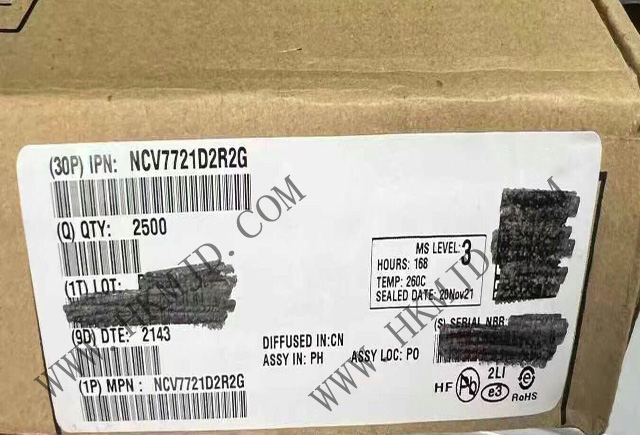 (30P) IPN: NCV7721D2R2G
(Q) QTY: 2500
(1T) LOT:
(9D) DTE: 2143
(1P) MPN : NCV7721D2R2G
MS LEVEL: 3
HOURS: 168
TEMP: 260C
SEALED DATE: 20Nov21
DIFFUSED IN:CN
ASSY IN: PH
ASSY LOC: PO
(S) SERIAL NBR:
HF
Pb
2LI
e3
e
RoHS
WWW.HKMJD.COM
WWW.HKMJD.COM